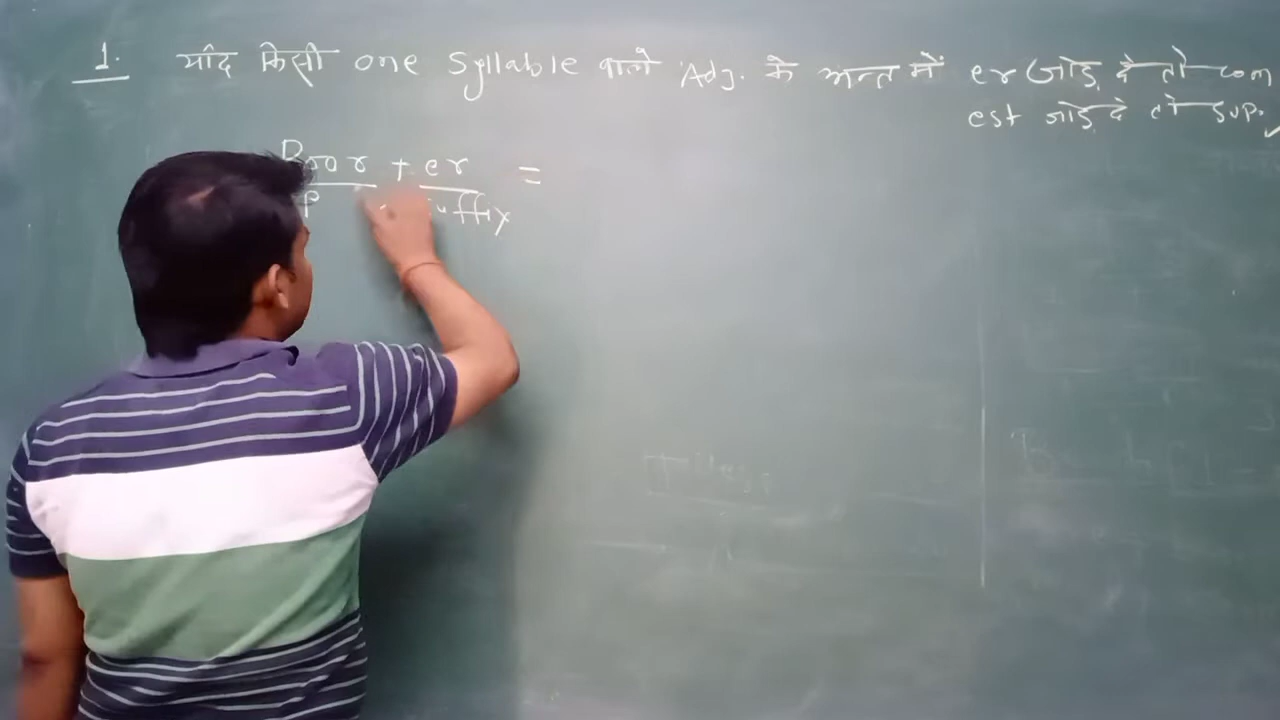 1. यदि किसी one Syllable वाले Adj. के अन्त में er जोड़ दे तो com
est जोड़ दे तो sup.
Poor + er =
P suffix